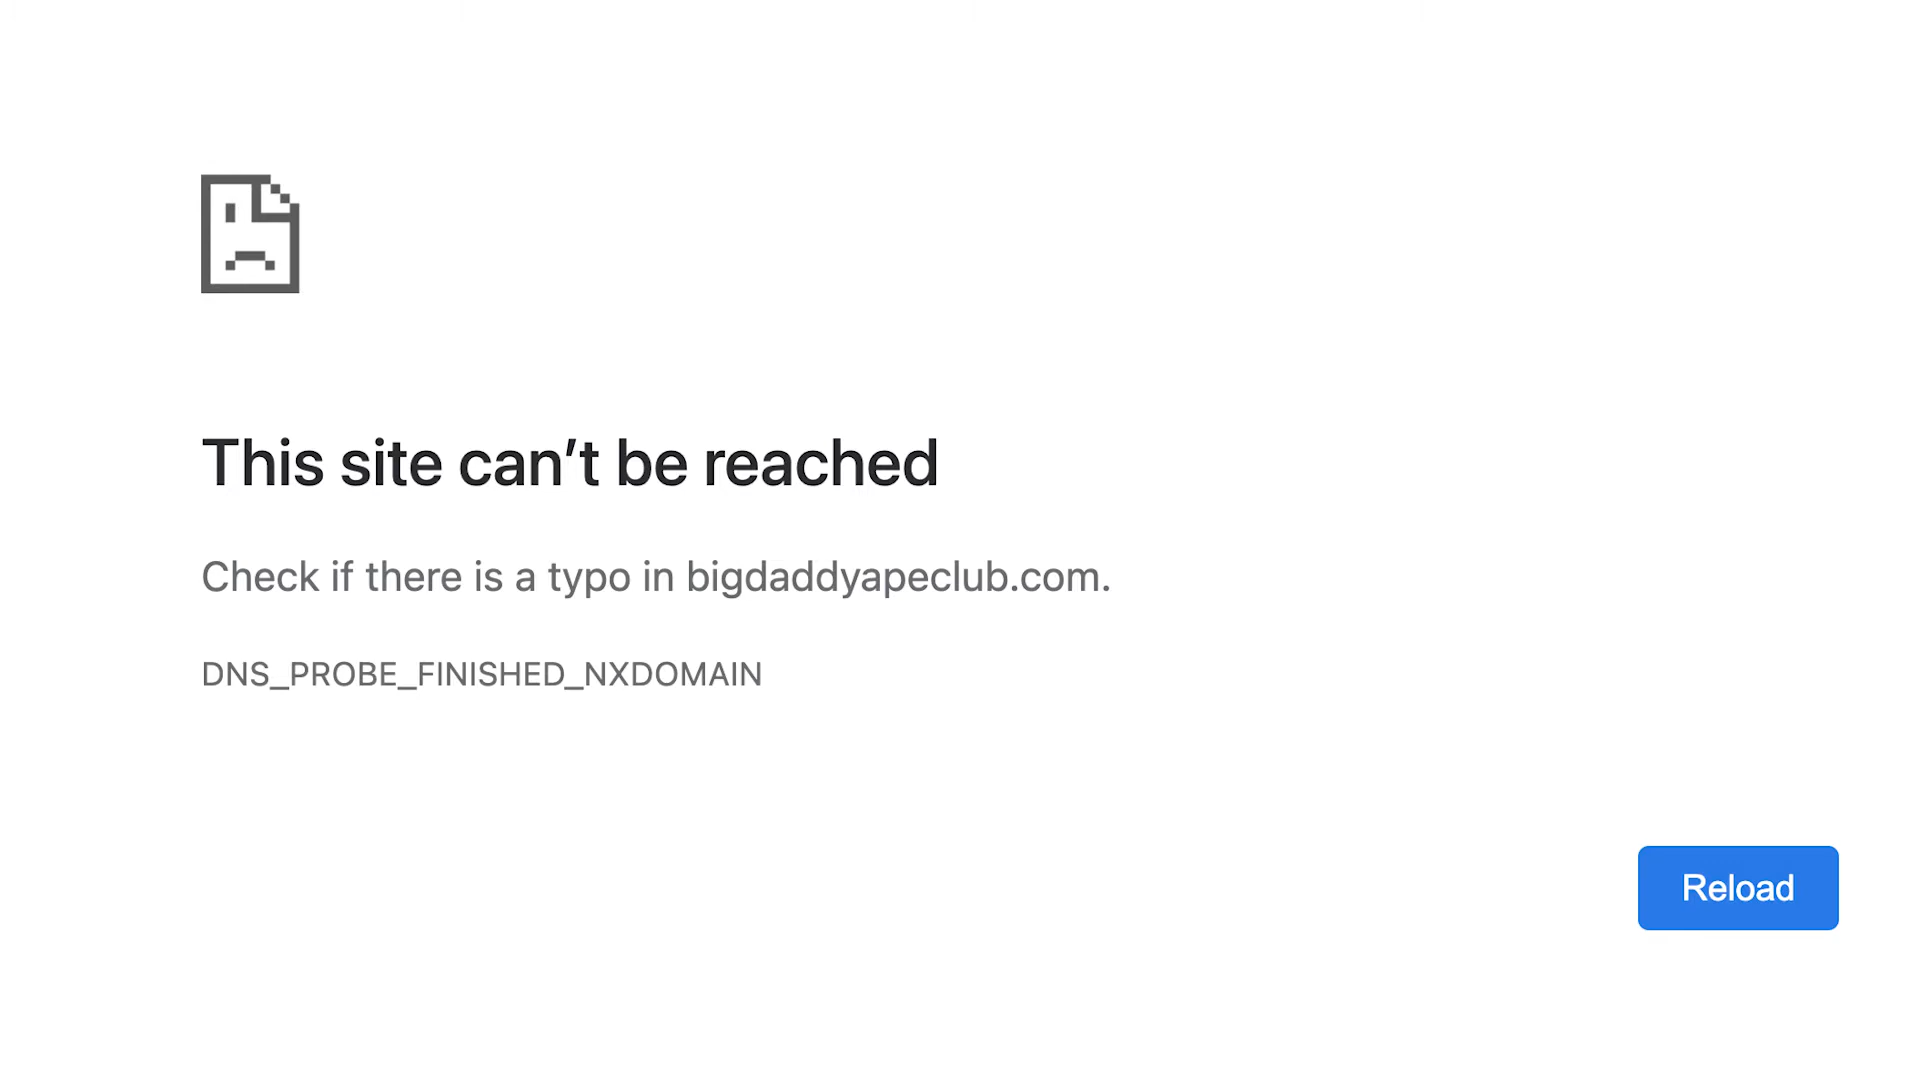 This site can’t be reached
Check if there is a typo in bigdaddyapeclub.com.
DNS_PROBE_FINISHED_NXDOMAIN
Reload